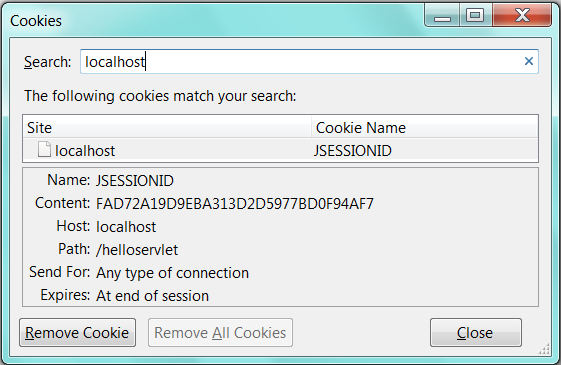 Cookies
Search: localhost
The following cookies match your search:
Site Cookie Name
localhost JSESSIONID
Name: JSESSIONID
Content: FAD72A19D9EBA313D2D5977BD0F94AF7
Host: localhost
Path: /helloservlet
Send For: Any type of connection
Expires: At end of session
Remove Cookie Remove All Cookies Close